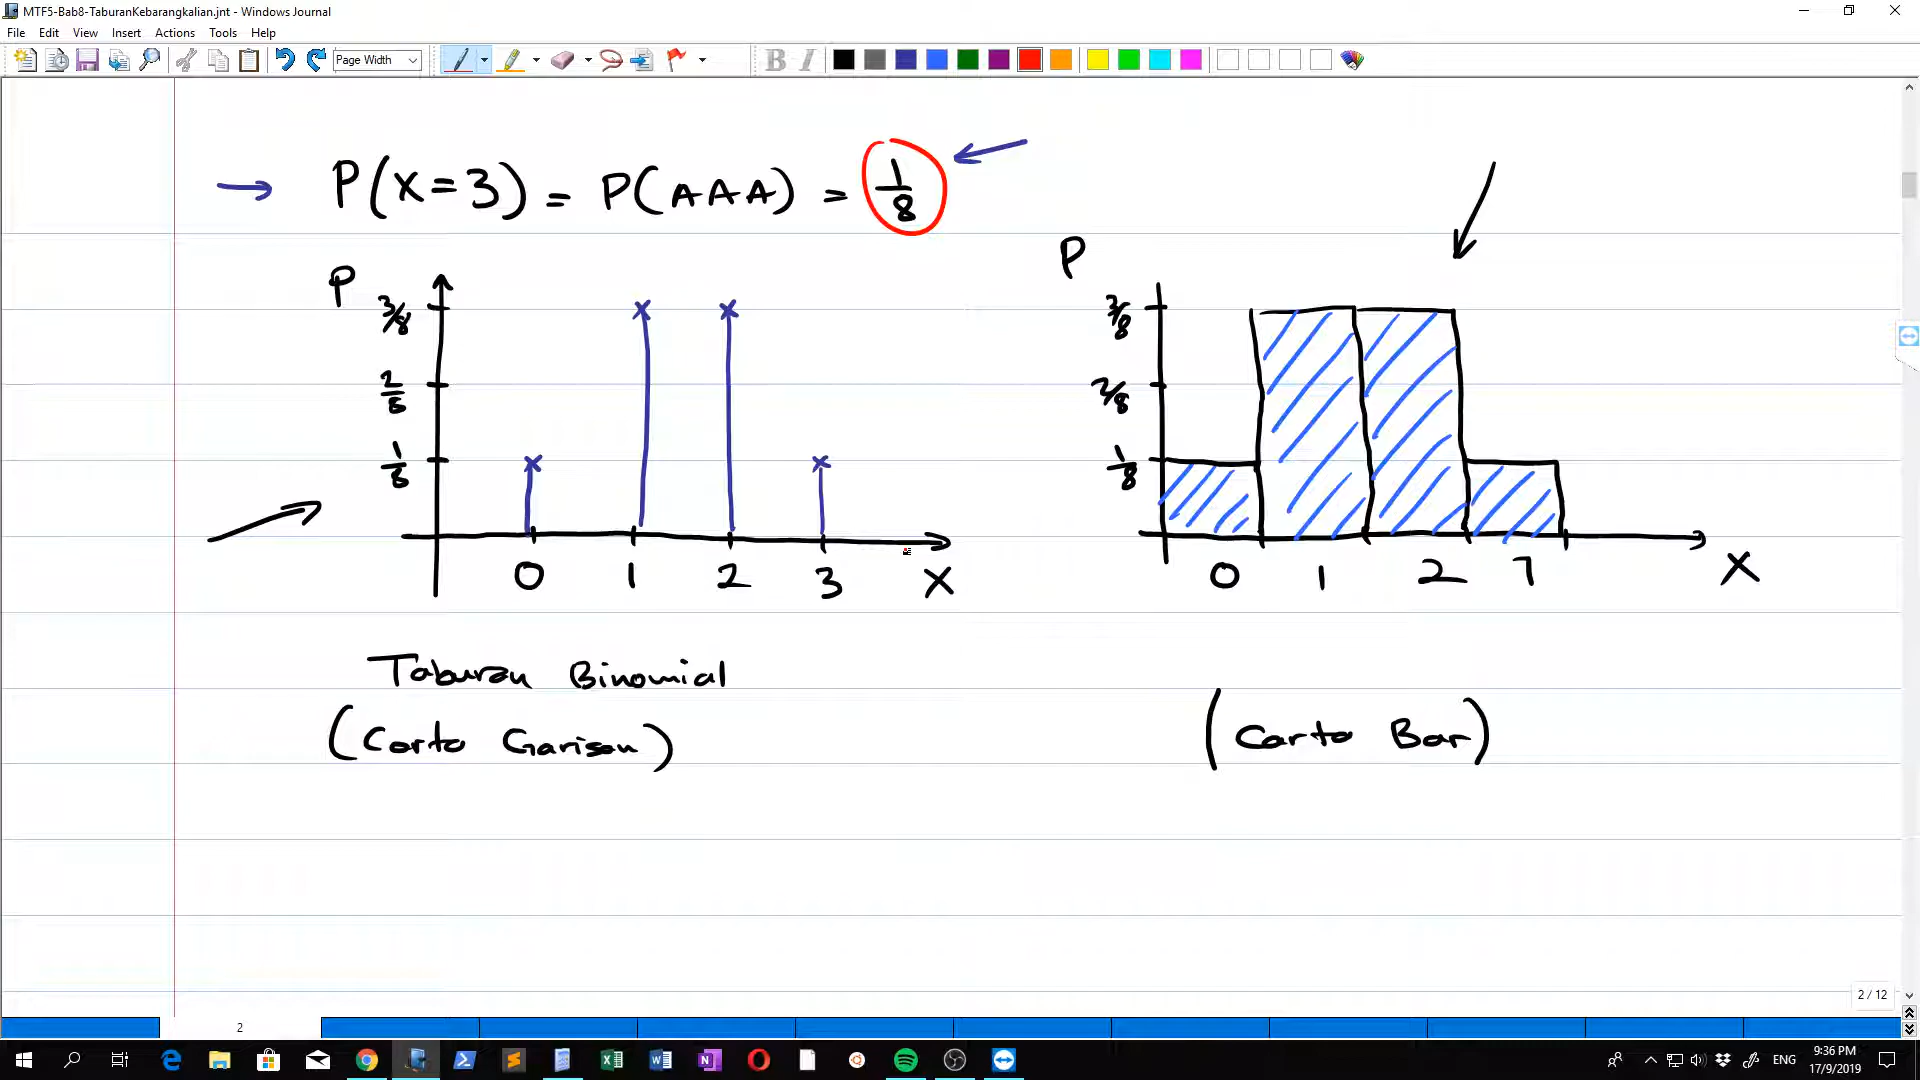 MTF5-Bab8-TaburanKebarangkalian.jnt - Windows Journal
File Edit View Insert Actions Tools Help
Page Width
B I
→ P(X=3) = P(AAA) = 1/8
P
3/8
2/8
1/8
0 1 2 3 X
P
3/8
2/8
1/8
0 1 2 7 X
Taburan Binomial
(Carta Garisan)
(Carta Bar)
2 / 12
2
ENG
9:36 PM
17/9/2019